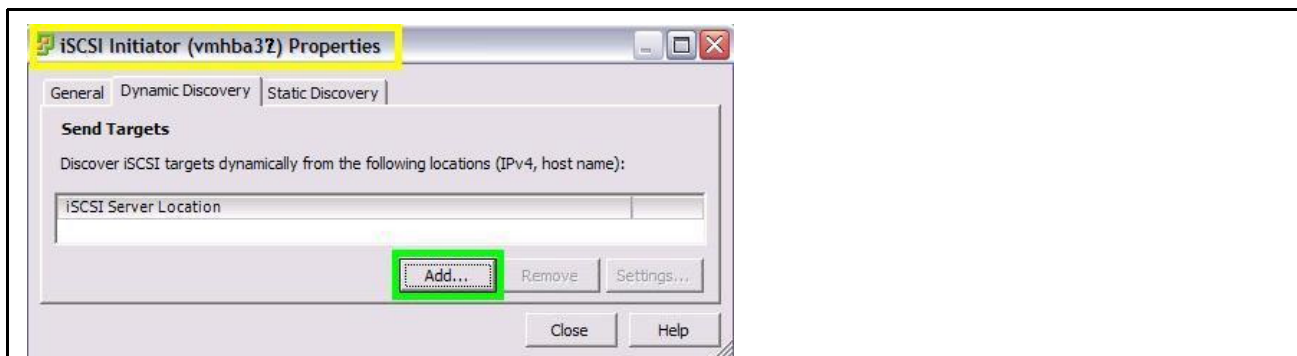 iSCSI Initiator (vmhba32) Properties
General Dynamic Discovery Static Discovery
Send Targets
Discover iSCSI targets dynamically from the following locations (IPv4, host name):
iSCSI Server Location
Add... Remove Settings...
Close Help